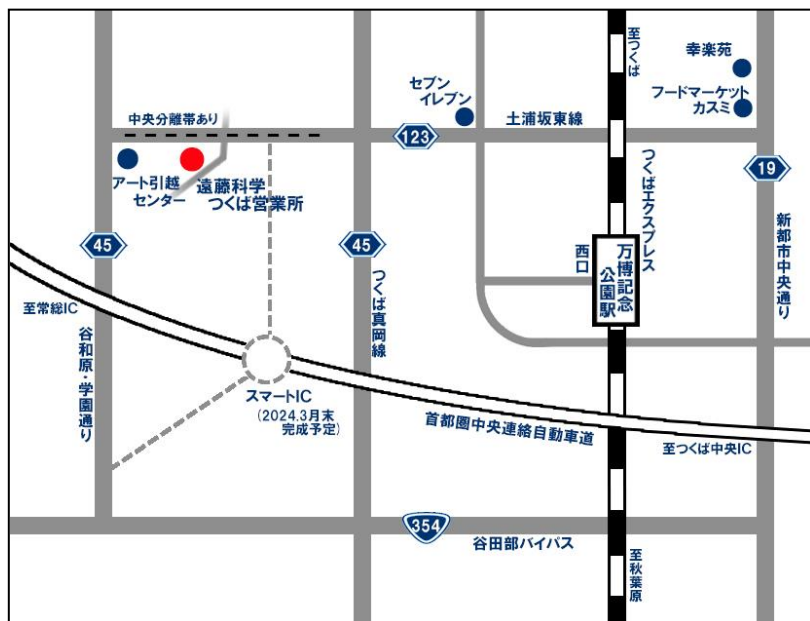 至つくば
幸楽苑
フードマーケット
カスミ
セブン
イレブン
中央分離帯あり
123
土浦坂東線
アート引越
センター
遠藤科学
つくば営業所
つくばエクスプレス
19
新都市中央通り
45
45
西口
万博記念
公園駅
至常総IC
谷和原・学園通り
つくば真岡線
スマートIC
(2024.3月末
完成予定)
首都圏中央連絡自動車道
至つくば中央IC
354
谷田部バイパス
至秋葉原